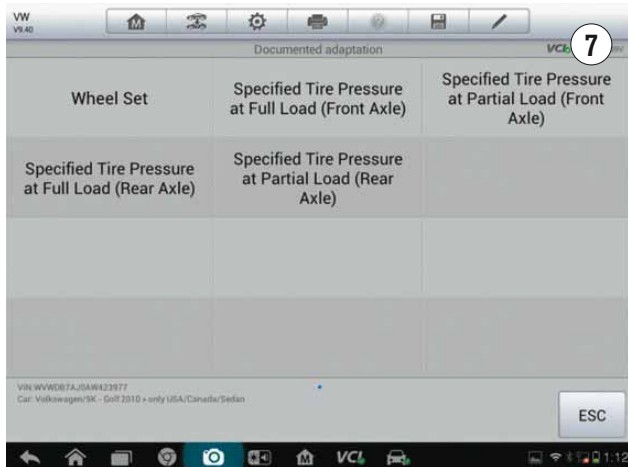 VW
V9.40
Documented adaptation
VCI
7
Wheel Set
Specified Tire Pressure
at Full Load (Front Axle)
Specified Tire Pressure
at Partial Load (Front
Axle)
Specified Tire Pressure
at Full Load (Rear Axle)
Specified Tire Pressure
at Partial Load (Rear
Axle)
VIN WVWDB7AJ0AW423977
Car: Volkswagen/5K - Golf 2010 > only USA/Canada/Sedan
ESC
VCI
1:12